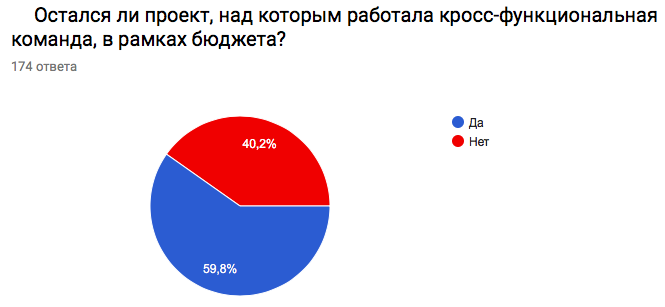 Остался ли проект, над которым работала кросс-функциональная
команда, в рамках бюджета?
174 ответа
Да
Нет
40,2%
59,8%